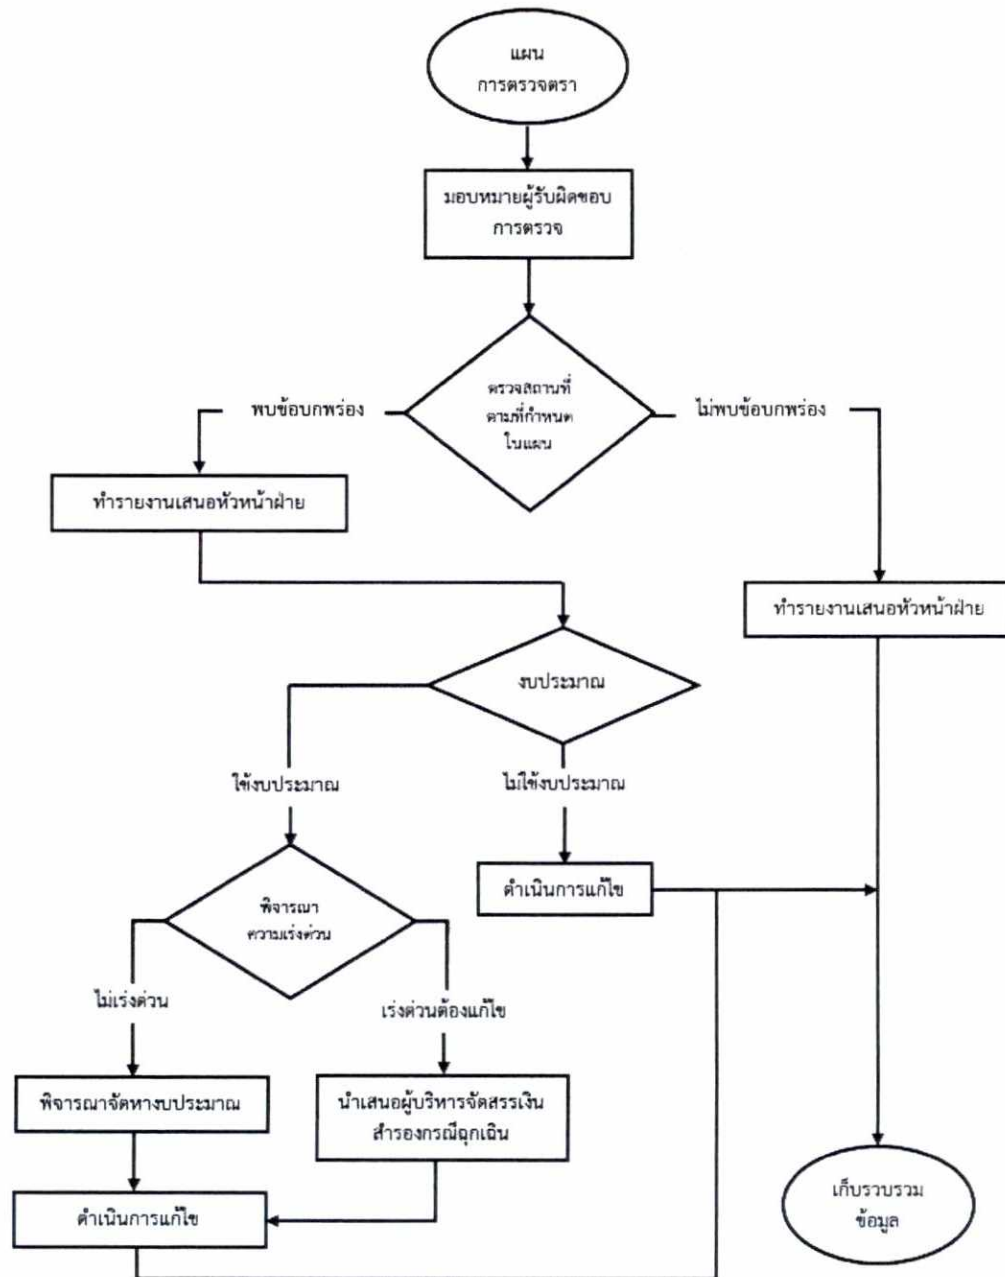 แผน
การตรวจตรา
มอบหมายผู้รับผิดชอบ
การตรวจ
ตรวจสถานที่
ตามที่กำหนด
ในแผน
พบข้อบกพร่อง
ไม่พบข้อบกพร่อง
ทำรายงานเสนอหัวหน้าฝ่าย
ทำรายงานเสนอหัวหน้าฝ่าย
งบประมาณ
ใช้งบประมาณ
ไม่ใช้งบประมาณ
ดำเนินการแก้ไข
พิจารณา
ความเร่งด่วน
ไม่เร่งด่วน
เร่งด่วนต้องแก้ไข
พิจารณาจัดหางบประมาณ
นำเสนอผู้บริหารจัดสรรเงิน
สำรองกรณีฉุกเฉิน
ดำเนินการแก้ไข
เก็บรวบรวม
ข้อมูล